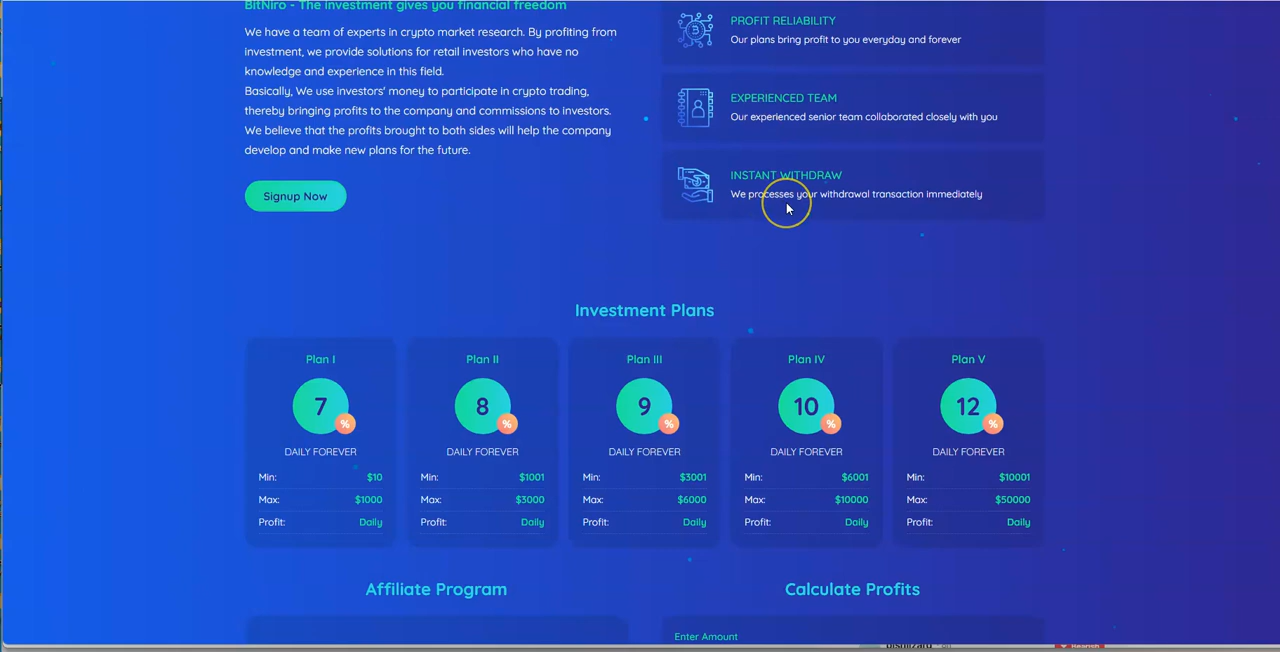 BitNiro - The investment gives you financial freedom
We have a team of experts in crypto market research. By profiting from
investment, we provide solutions for retail investors who have no
knowledge and experience in this field.
Basically, We use investors' money to participate in crypto trading,
thereby bringing profits to the company and commissions to investors.
We believe that the profits brought to both sides will help the company
develop and make new plans for the future.
Signup Now
PROFIT RELIABILITY
Our plans bring profit to you everyday and forever
EXPERIENCED TEAM
Our experienced senior team collaborated closely with you
INSTANT WITHDRAW
We processes your withdrawal transaction immediately
Investment Plans
Plan I
7
%
DAILY FOREVER
Min: $10
Max: $1000
Profit: Daily
Plan II
8
%
DAILY FOREVER
Min: $1001
Max: $3000
Profit: Daily
Plan III
9
%
DAILY FOREVER
Min: $3001
Max: $6000
Profit: Daily
Plan IV
10
%
DAILY FOREVER
Min: $6001
Max: $10000
Profit: Daily
Plan V
12
%
DAILY FOREVER
Min: $10001
Max: $50000
Profit: Daily
Affiliate Program
Calculate Profits
Enter Amount